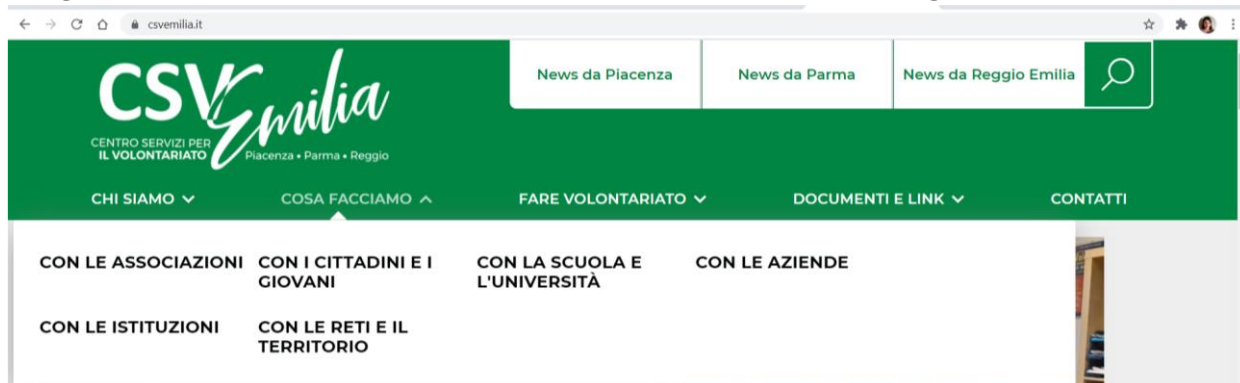 csvemilia.it
News da Piacenza
News da Parma
News da Reggio Emilia
CSV Emilia
CENTRO SERVIZI PER
IL VOLONTARIATO
Piacenza • Parma • Reggio
CHI SIAMO
COSA FACCIAMO
FARE VOLONTARIATO
DOCUMENTI E LINK
CONTATTI
CON LE ASSOCIAZIONI
CON I CITTADINI E I
GIOVANI
CON LA SCUOLA E
L'UNIVERSITÀ
CON LE AZIENDE
CON LE ISTITUZIONI
CON LE RETI E IL
TERRITORIO